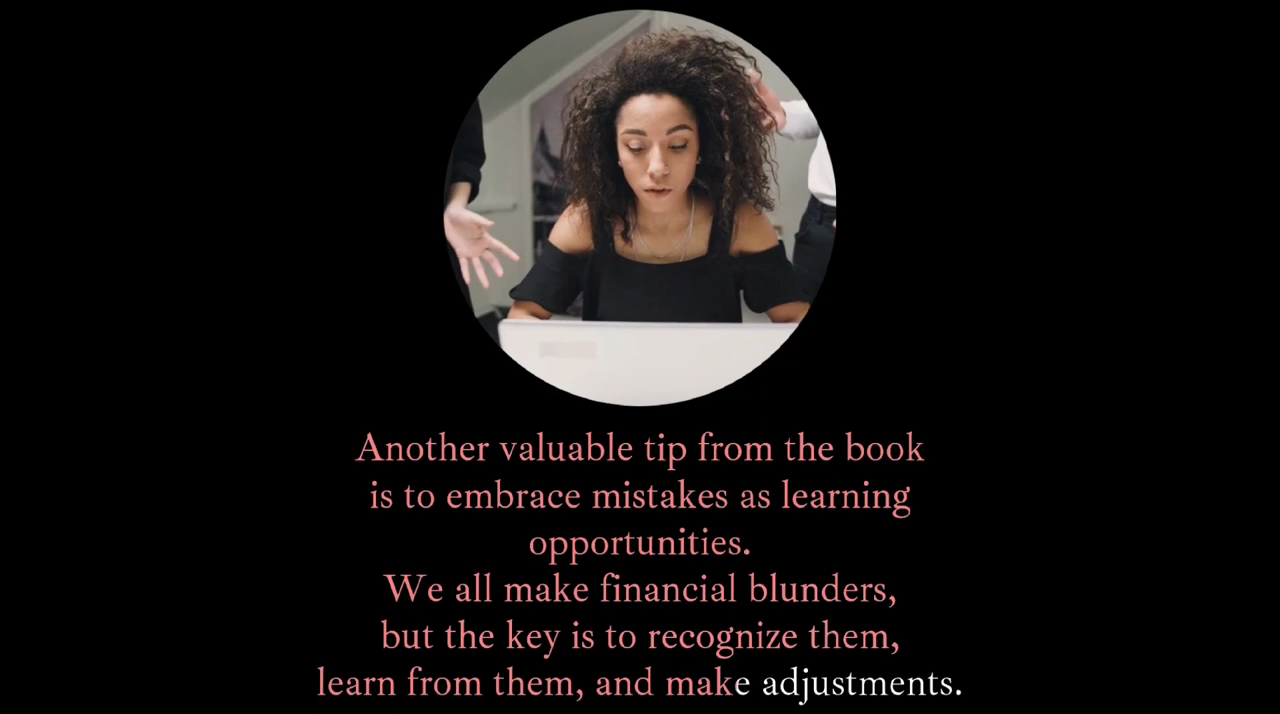 Another valuable tip from the book
is to embrace mistakes as learning
opportunities.
We all make financial blunders,
but the key is to recognize them,
learn from them, and make adjustments.